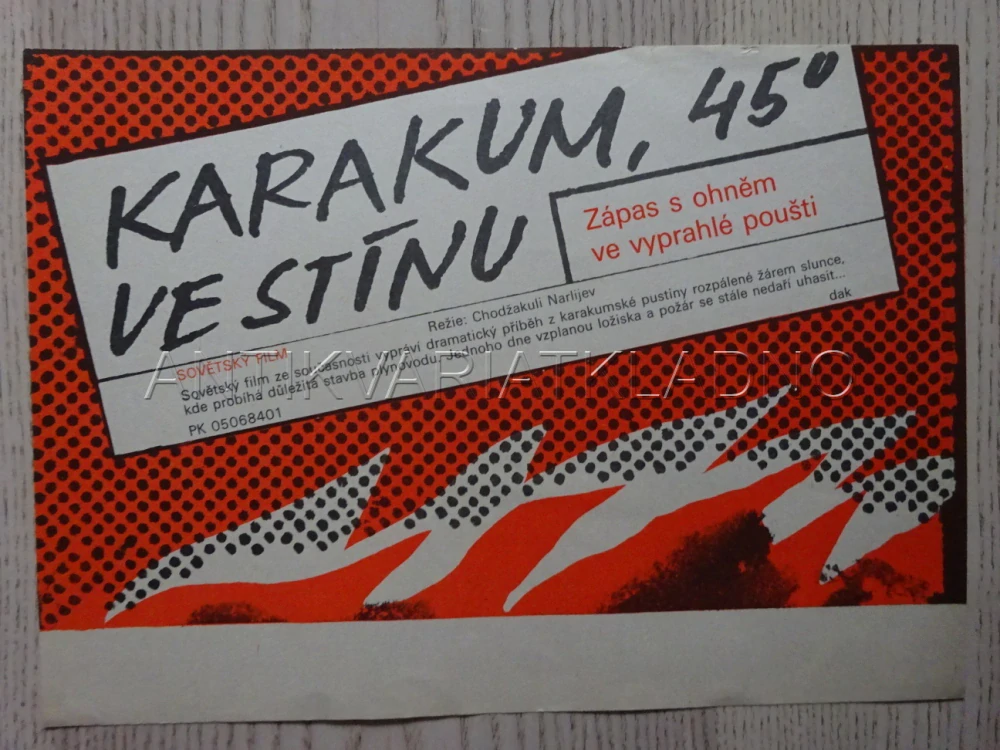 KARAKUM, 45°
VE STÍNU
Zápas s ohněm
ve vyprahlé poušti
Režie: Chodžakuli Narlijev
SOVĚTSKÝ FILM
Sovětský film ze současnosti vypráví dramatický příběh z karakumské pustiny rozpálené žárem slunce,
kde probíhá důležitá stavba plynovodu. Jednoho dne vzplanou ložiska a požár se stále nedaří uhasit...
dak
PK 05068401
ANTIKVARIATKLADNO